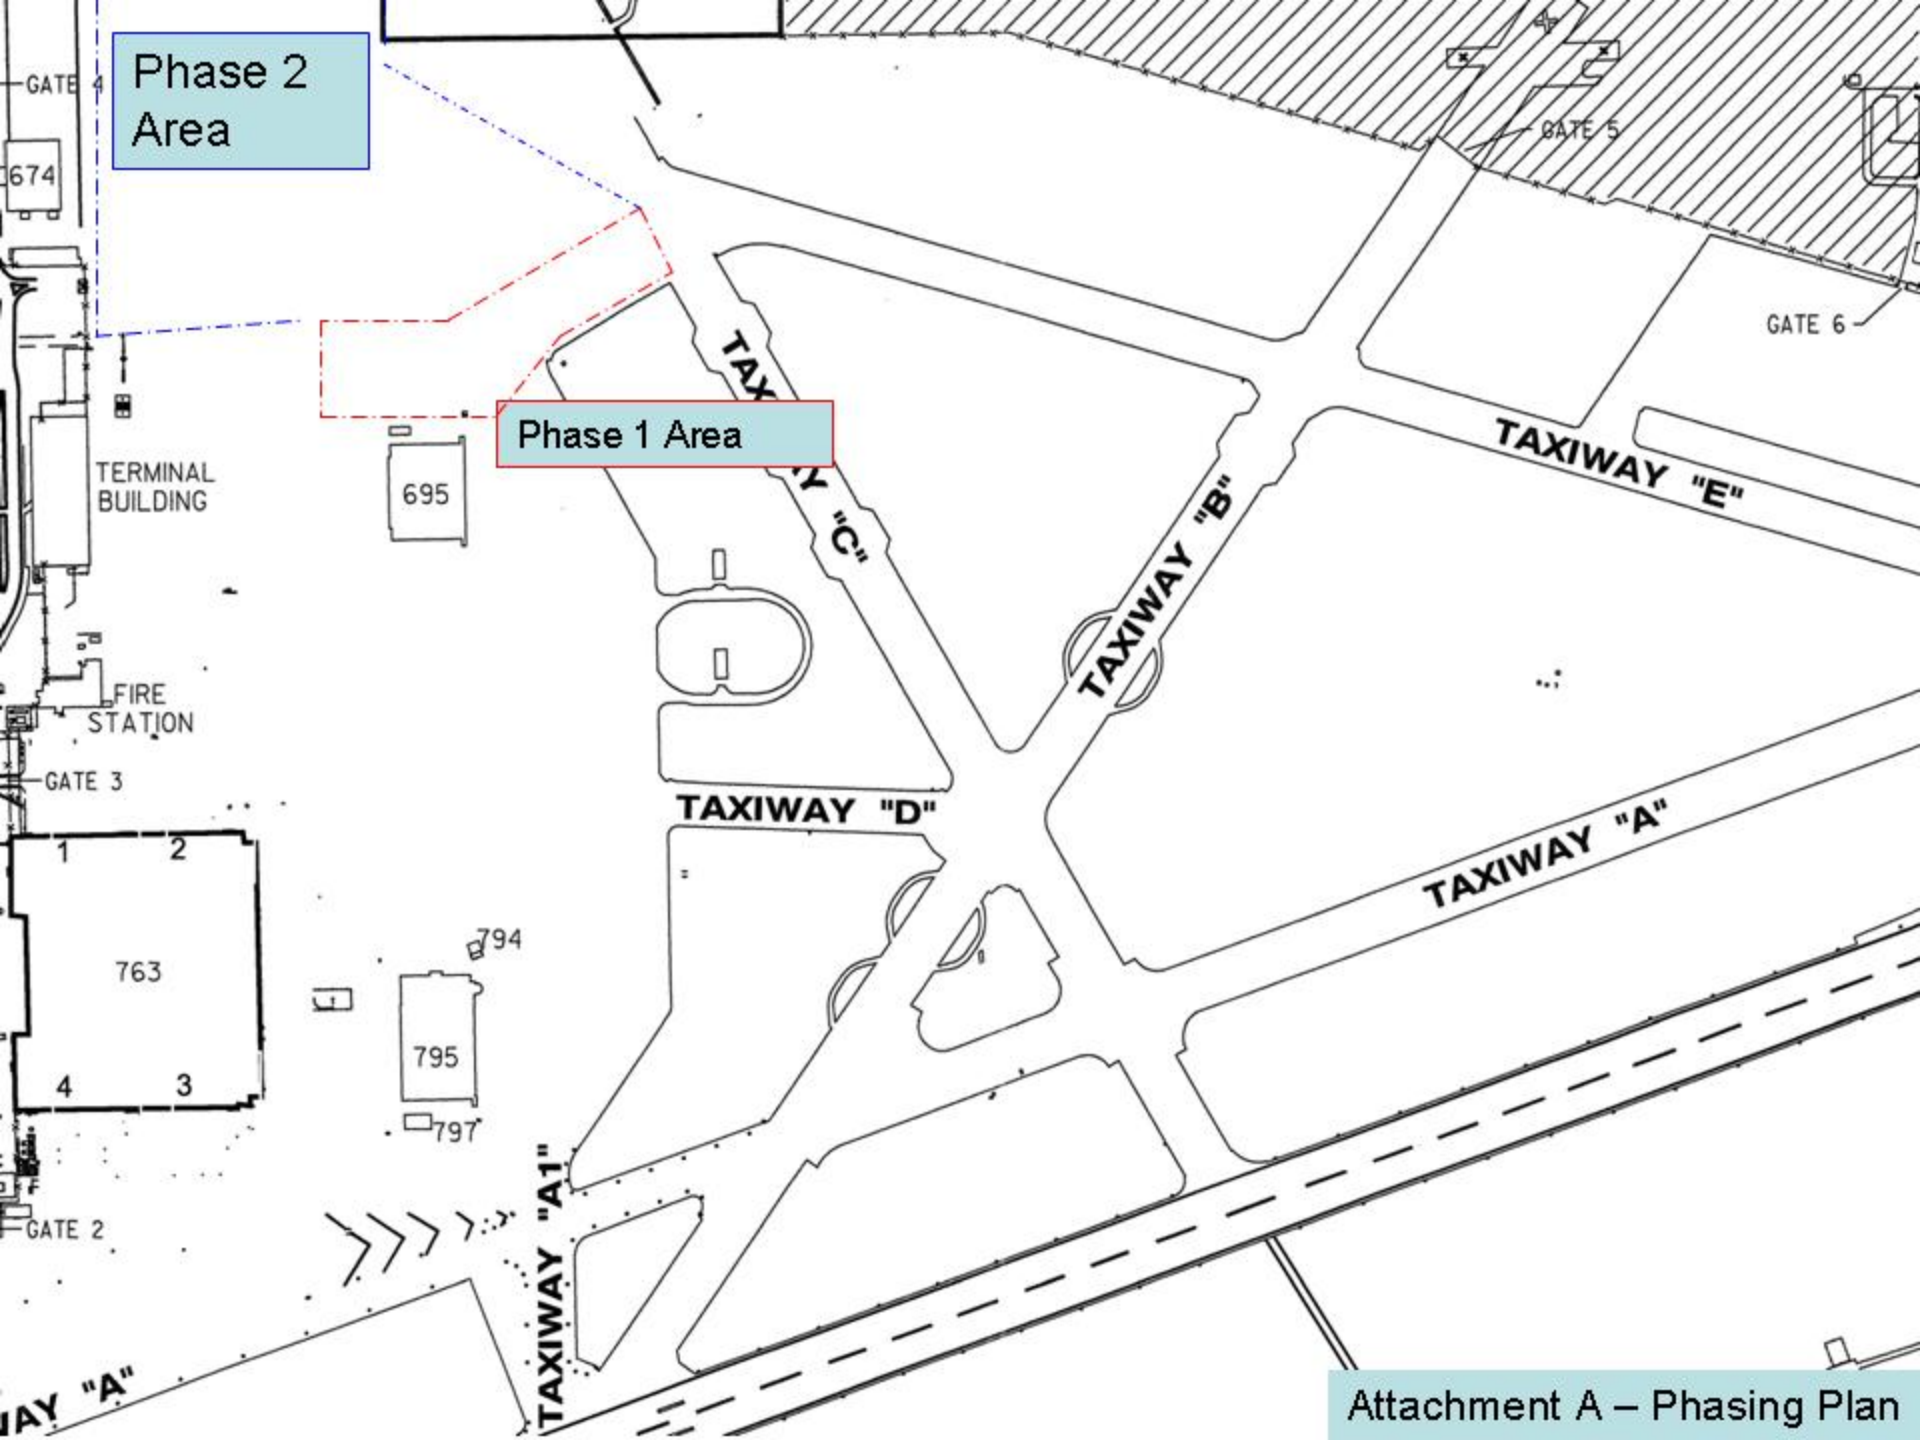 Phase 2
Area
GATE 4
674
GATE 5
GATE 6
TAXIWAY "C"
Phase 1 Area
TAXIWAY "E"
TERMINAL
BUILDING
695
TAXIWAY "B"
FIRE
STATION
GATE 3
TAXIWAY "D"
1
2
TAXIWAY "A"
794
763
795
4
3
797
TAXIWAY "A1"
GATE 2
WAY "A"
Attachment A – Phasing Plan